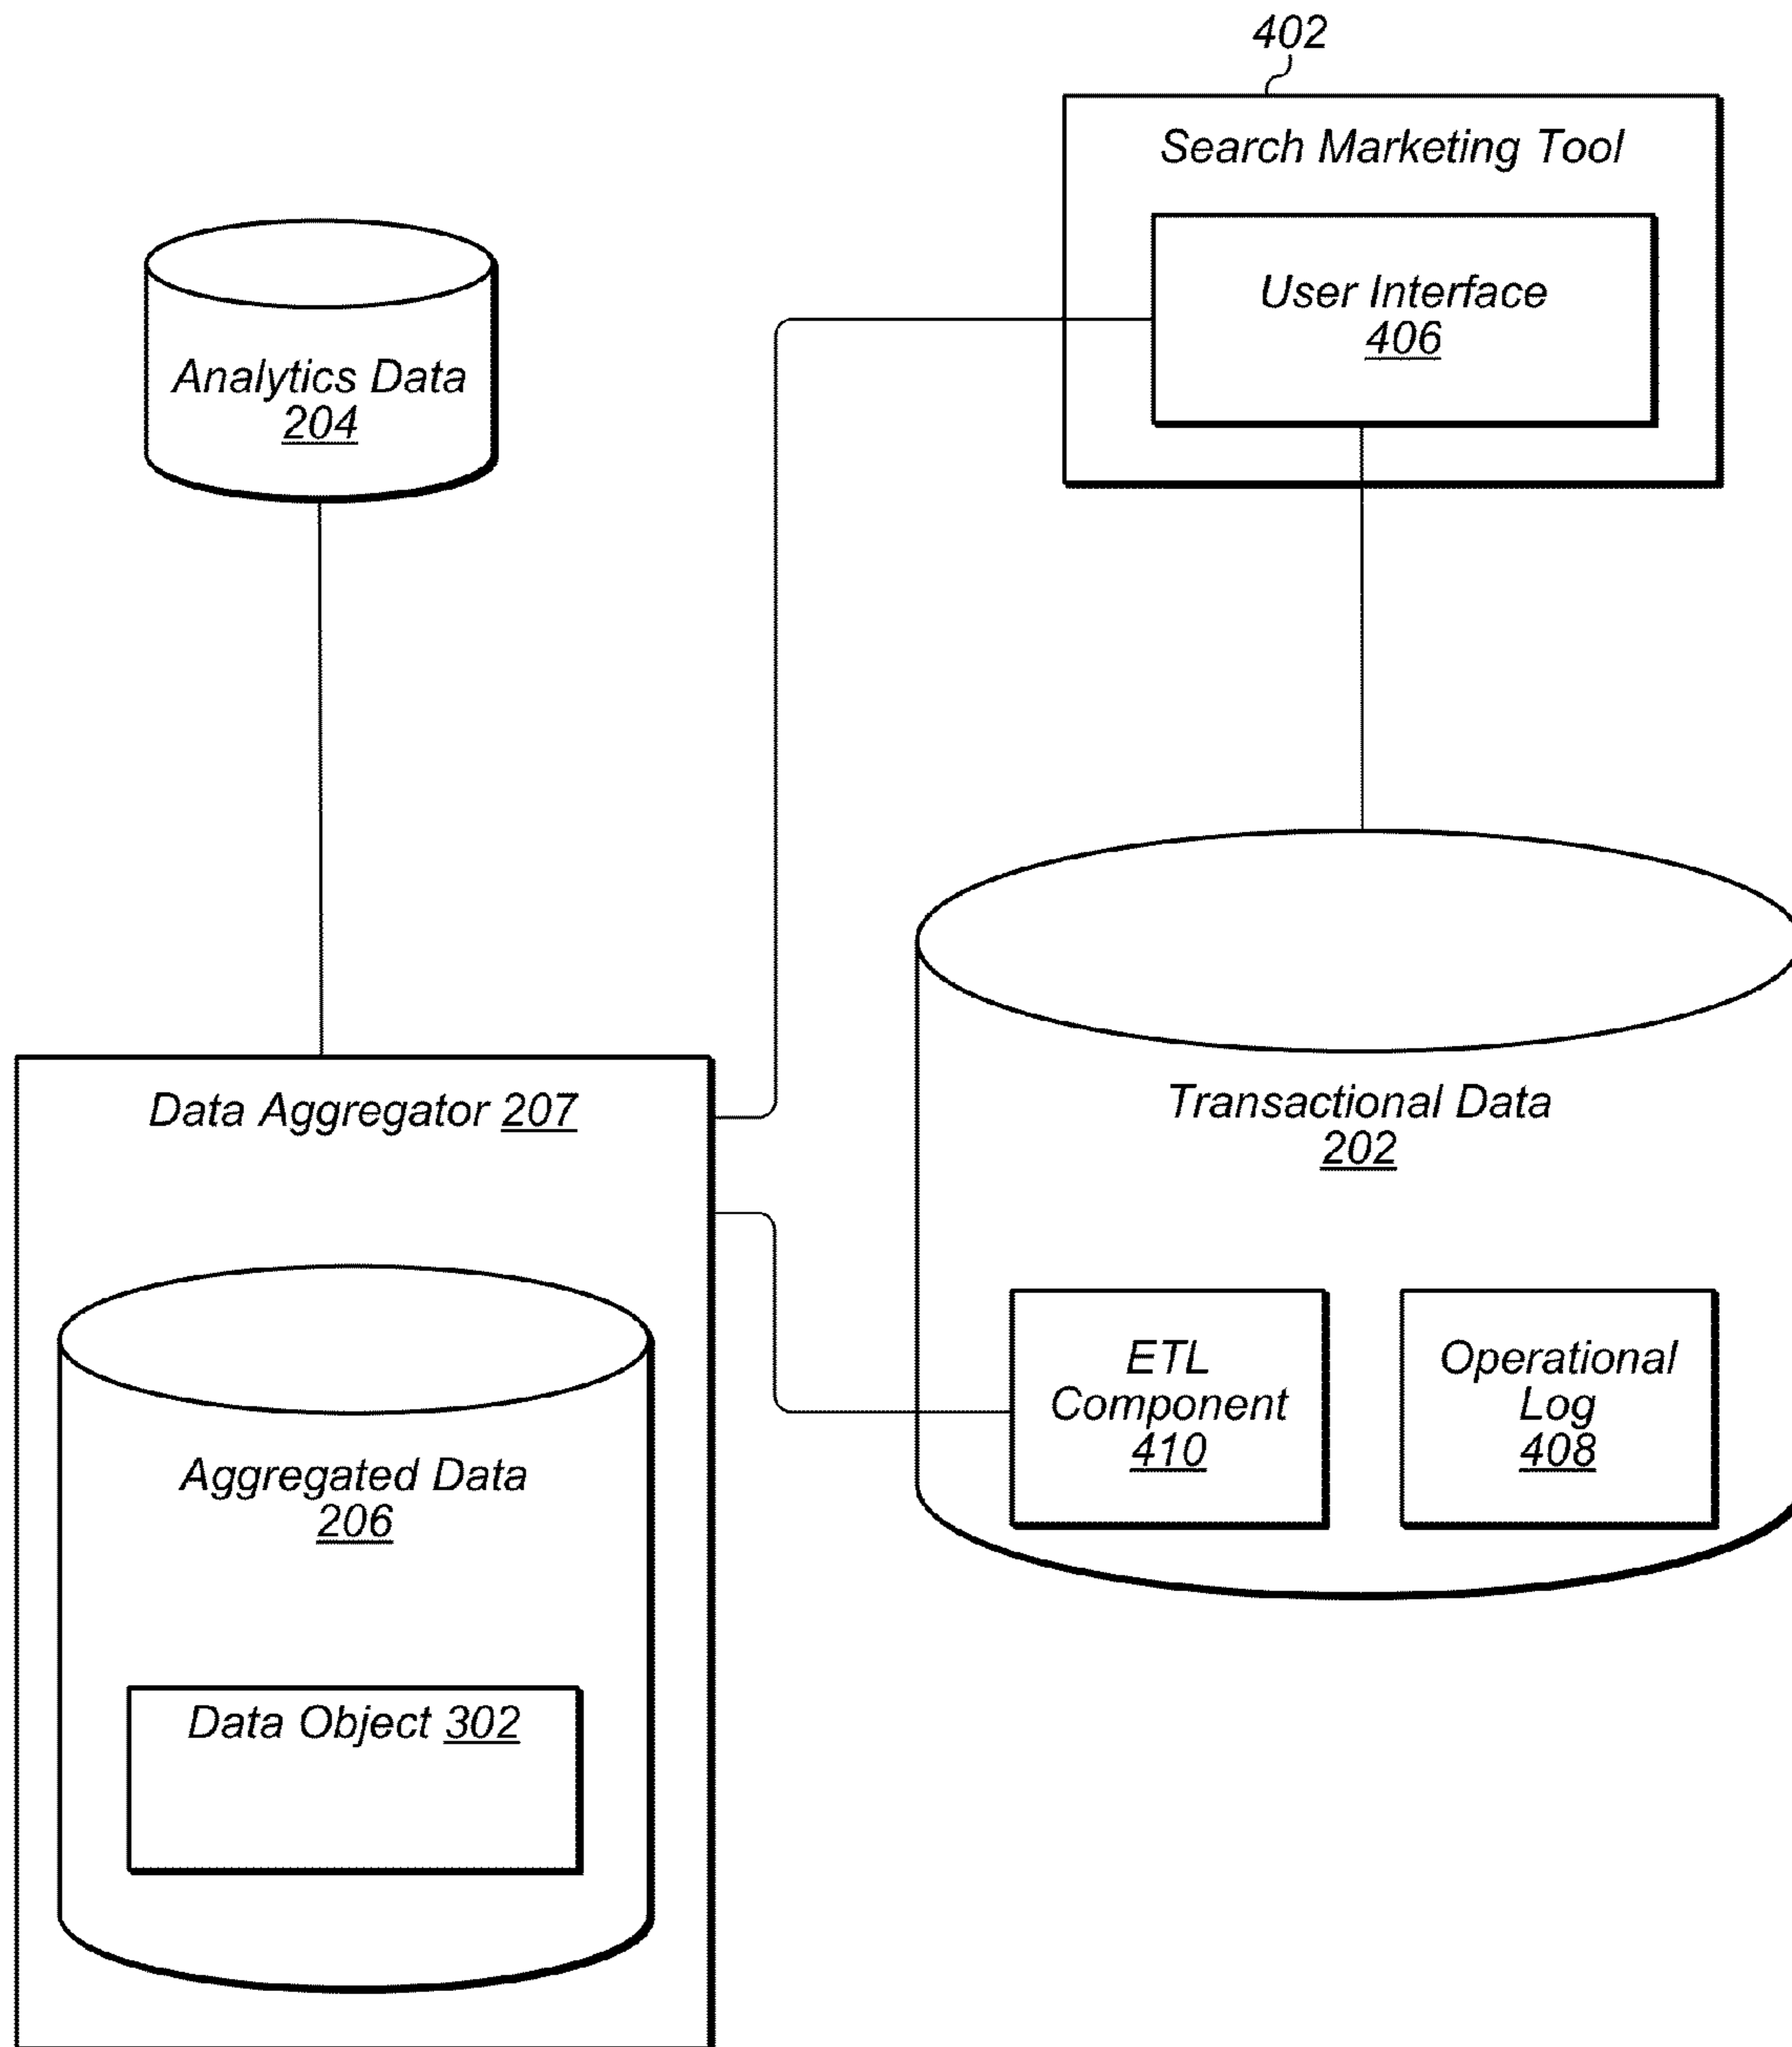 402
Search Marketing Tool
User Interface
406
Analytics Data
204
Data Aggregator 207
Transactional Data
202
ETL
Component
410
Operational
Log
408
Aggregated Data
206
Data Object 302